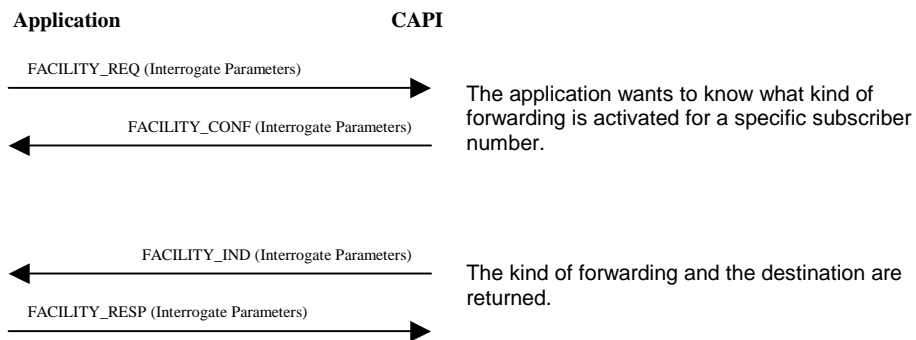 Application CAPI
FACILITY_REQ (Interrogate Parameters)
The application wants to know what kind of
forwarding is activated for a specific subscriber
number.
FACILITY_CONF (Interrogate Parameters)
FACILITY_IND (Interrogate Parameters)
The kind of forwarding and the destination are
returned.
FACILITY_RESP (Interrogate Parameters)